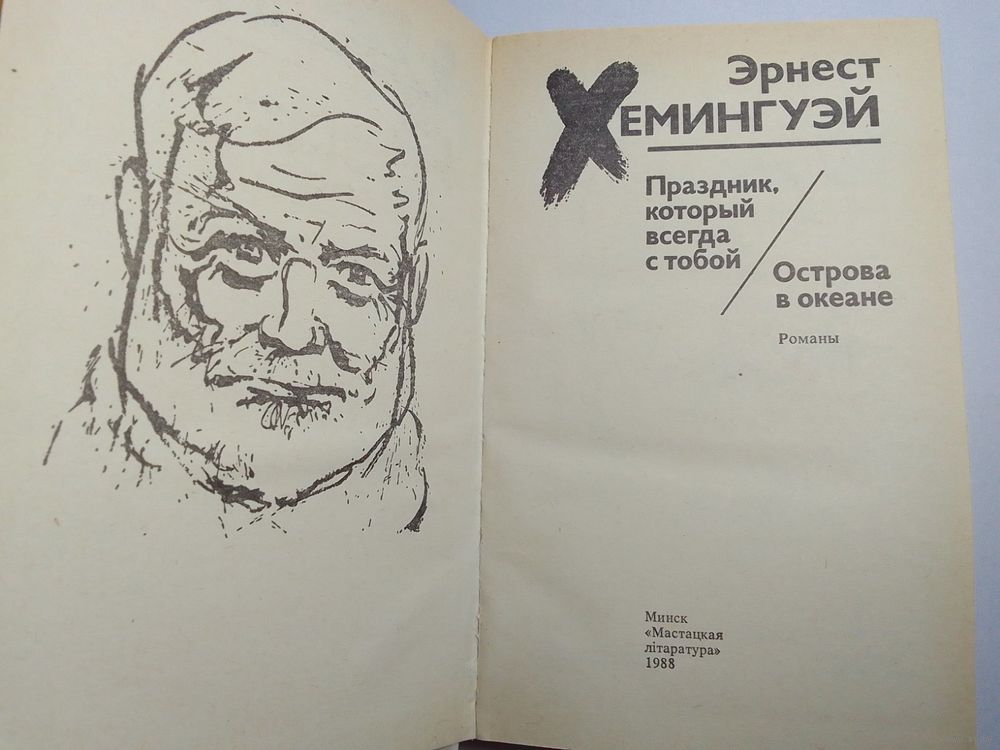 Эрнест
ХЕМИНГУЭЙ
Праздник,
который
всегда
с тобой
Острова
в океане
Романы
Минск
«Мастацкая
літаратура»
1988